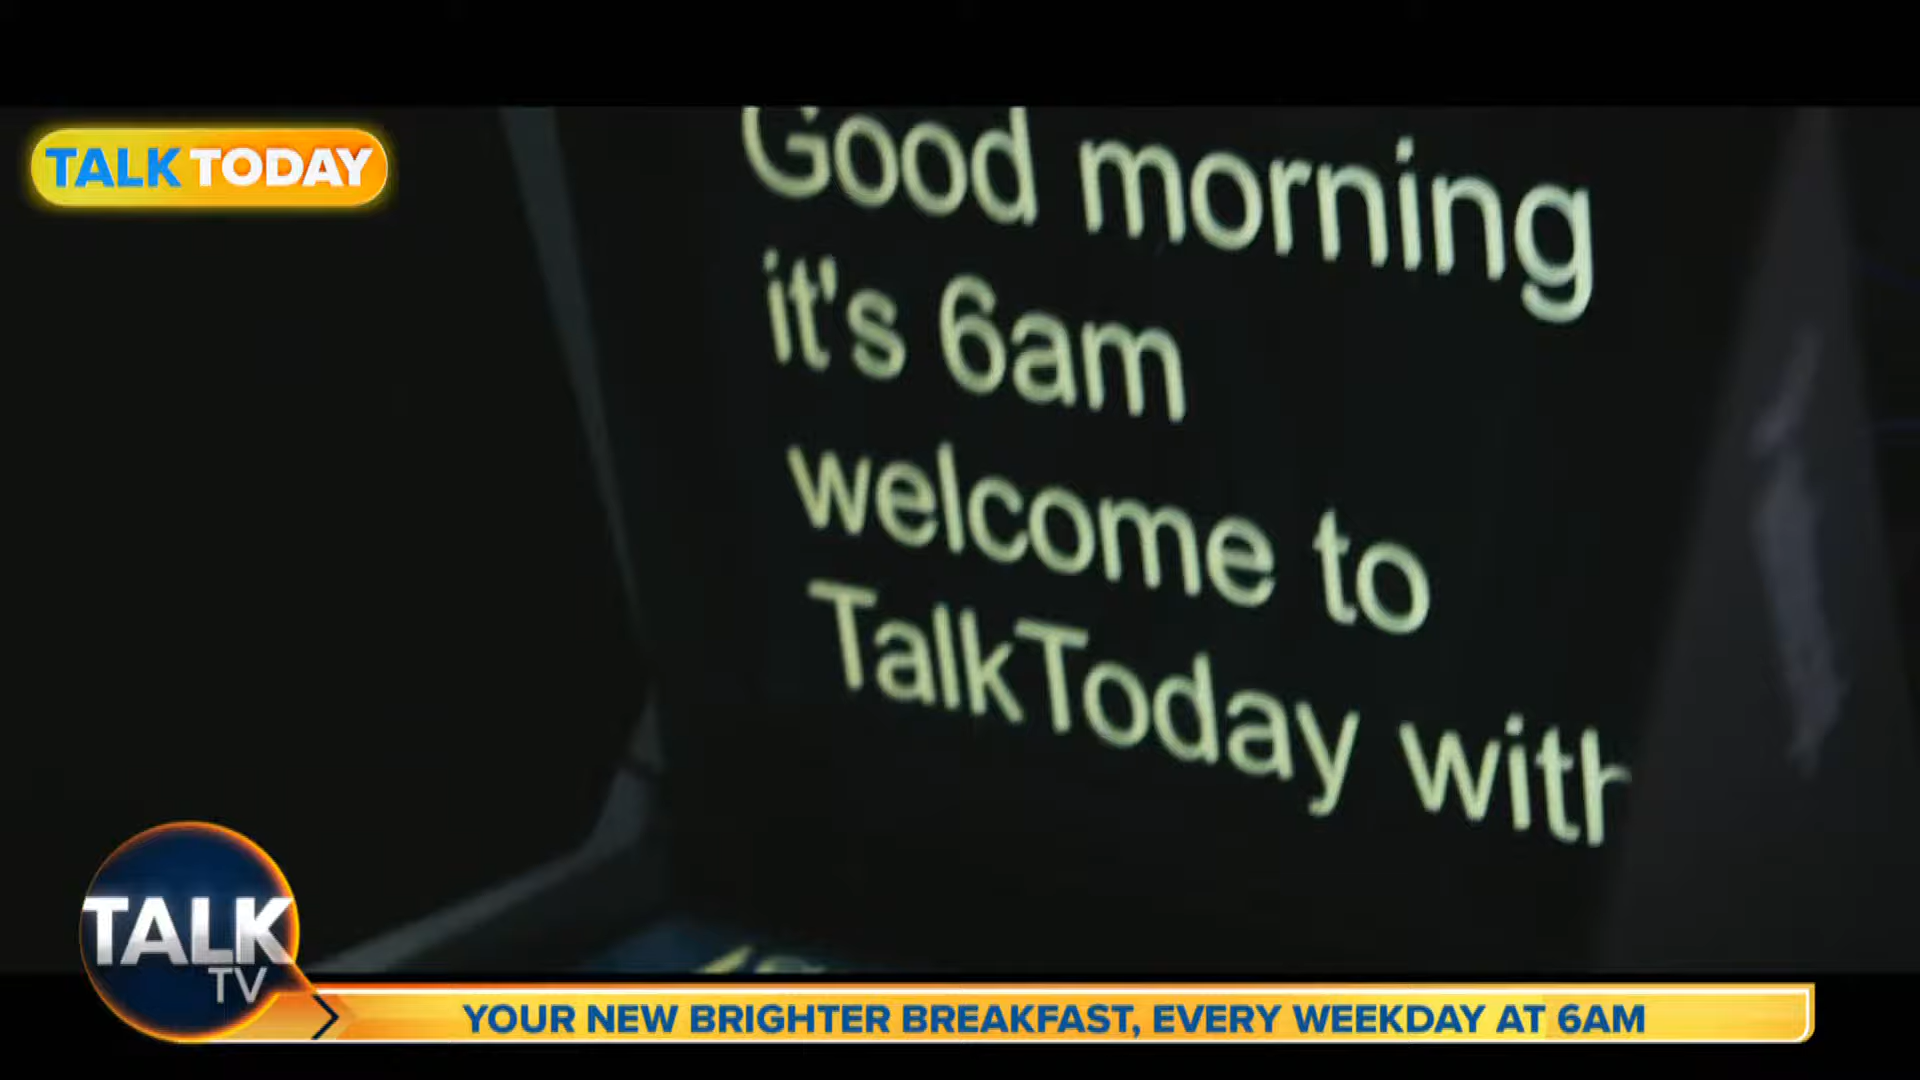 TALK TODAY
Good morning
it's 6am
welcome to
TalkToday with
TALK
TV
YOUR NEW BRIGHTER BREAKFAST, EVERY WEEKDAY AT 6AM